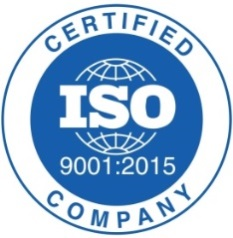 CERTIFIED
ISO
9001:2015
COMPANY